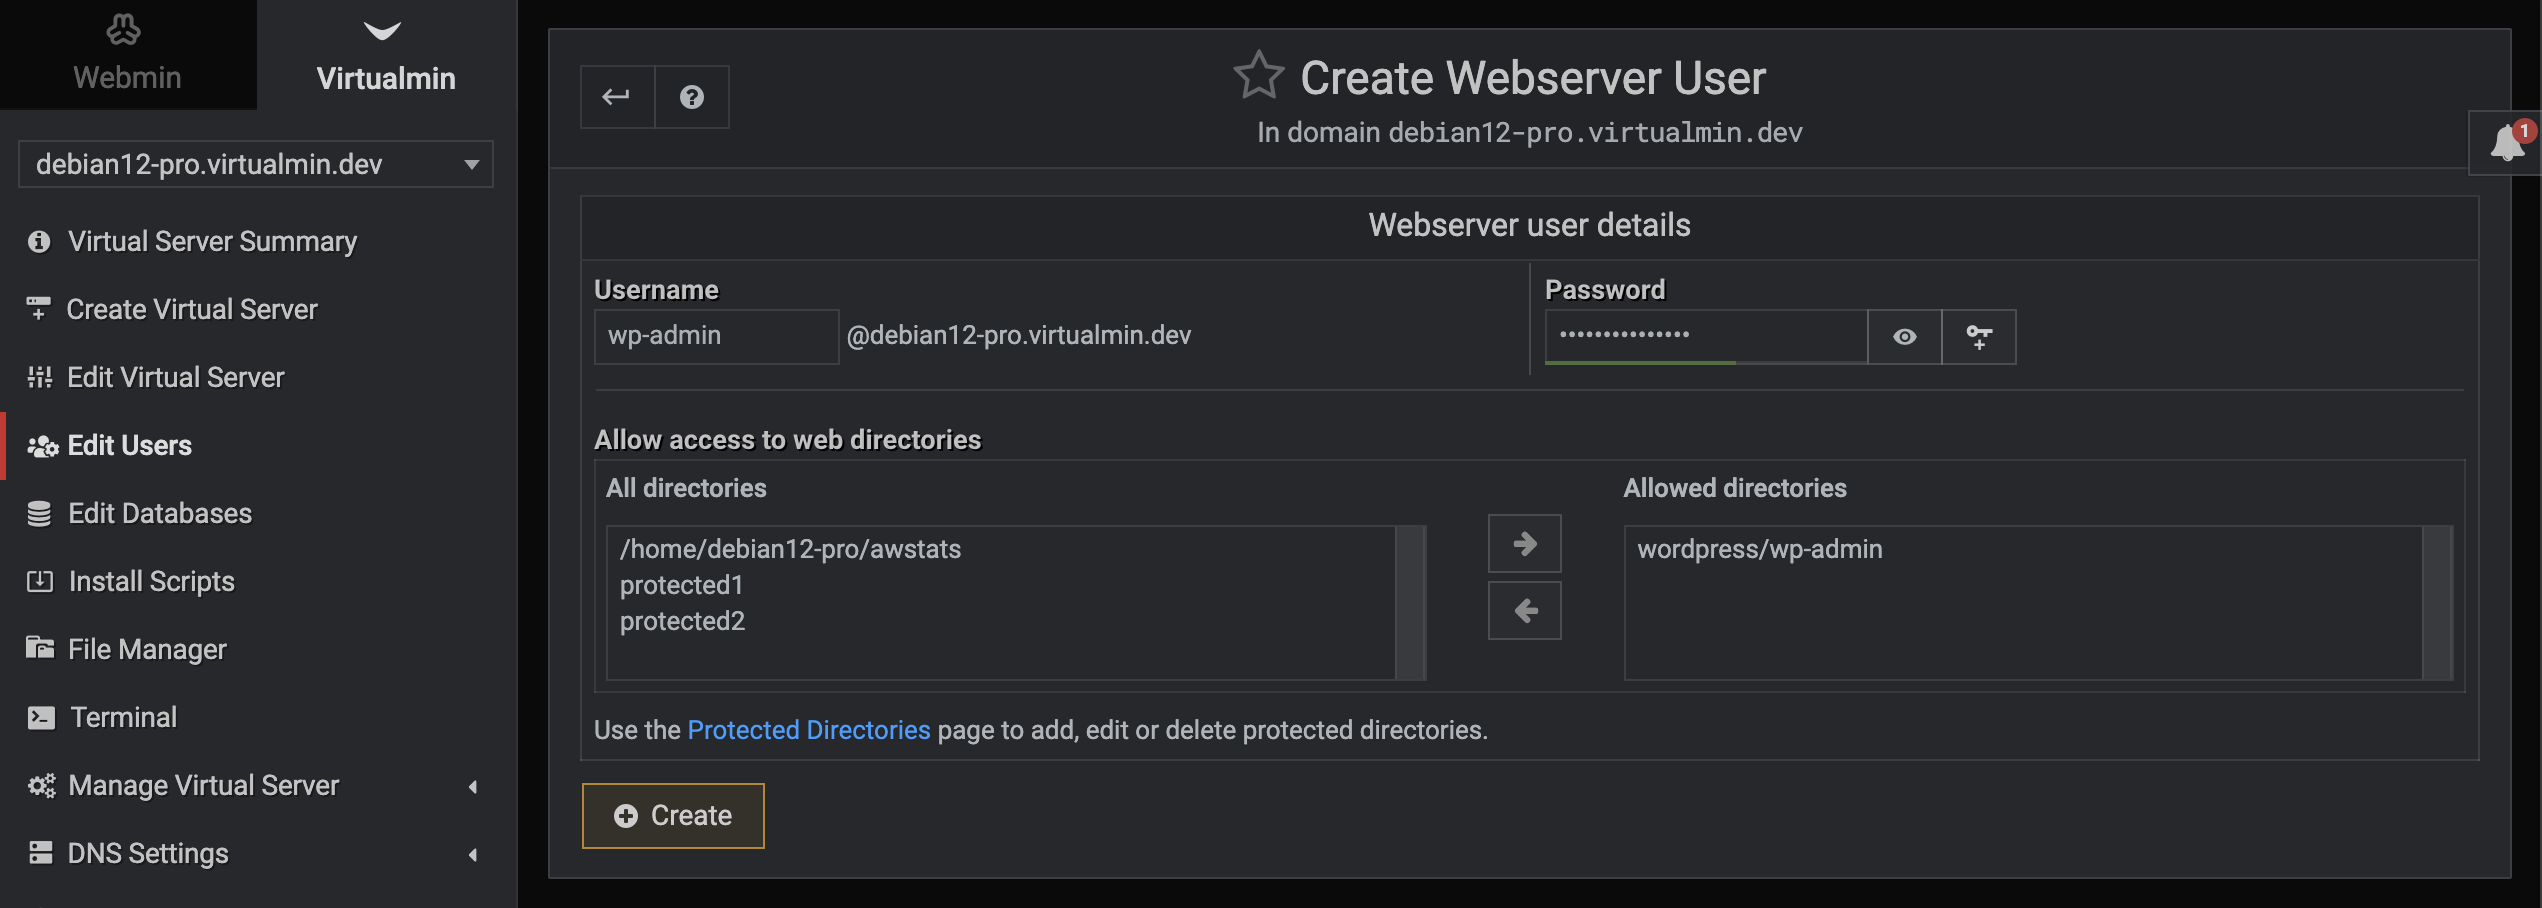 Webmin
Virtualmin
debian12-pro.virtualmin.dev
Virtual Server Summary
Create Virtual Server
Edit Virtual Server
Edit Users
Edit Databases
Install Scripts
File Manager
Terminal
Manage Virtual Server
DNS Settings
Create Webserver User
In domain debian12-pro.virtualmin.dev
1
Webserver user details
Username
wp-admin @debian12-pro.virtualmin.dev
Password
•••••••••••••••
Allow access to web directories
All directories
/home/debian12-pro/awstats
protected1
protected2
Allowed directories
wordpress/wp-admin
Use the Protected Directories page to add, edit or delete protected directories.
Create